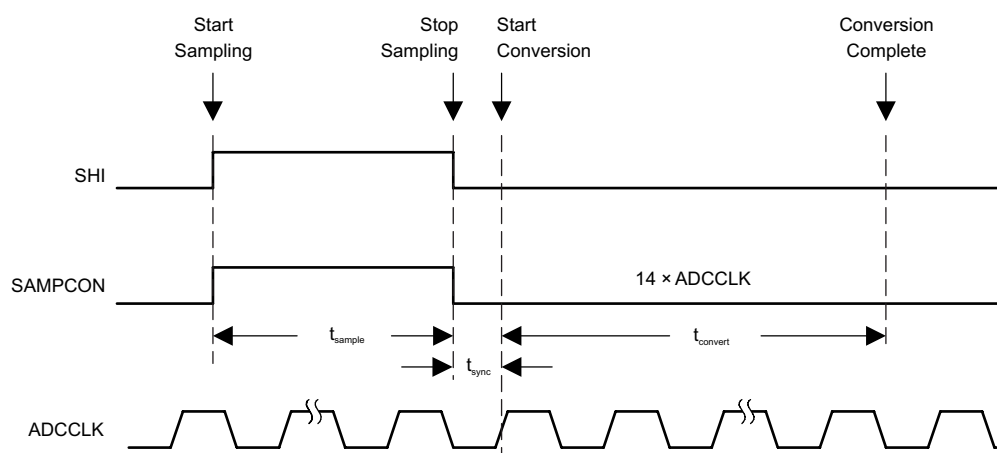 Start
Sampling
Stop
Sampling
Start
Conversion
Conversion
Complete
SHI
SAMPCON
14 × ADCCLK
tsample
tsync
tconvert
ADCCLK